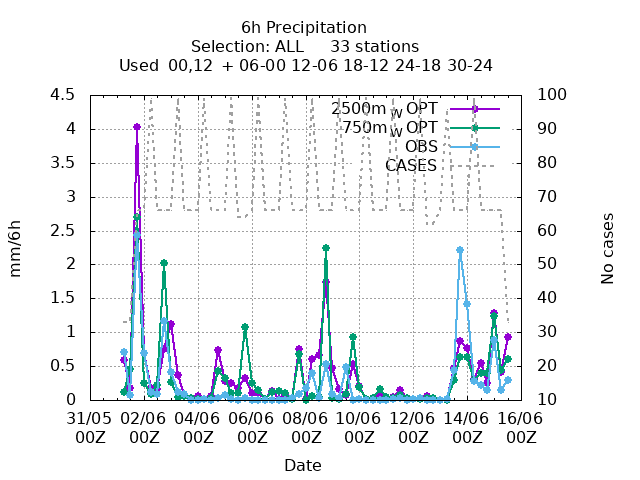 6h Precipitation
Selection: ALL     33 stations
Used  00,12  + 06-00 12-06 18-12 24-18 30-24
4.5
4
3.5
3
2.5
2
1.5
1
0.5
0
mm/6h
100
90
80
70
60
50
40
30
20
10
No cases
2500m_W OPT
750m_W OPT
OBS
CASES
31/05 02/06 04/06 06/06 08/06 10/06 12/06 14/06 16/06
00Z 00Z 00Z 00Z 00Z 00Z 00Z 00Z 00Z
Date